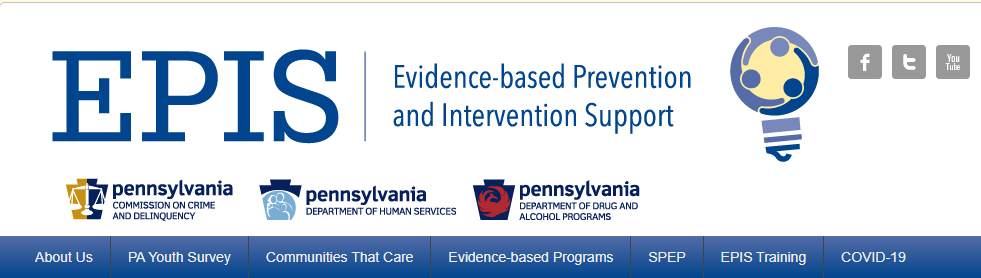 EPIS
Evidence-based Prevention
and Intervention Support
f
t
You
Tube
pennsylvania
COMMISSION ON CRIME
AND DELINQUENCY
pennsylvania
DEPARTMENT OF HUMAN SERVICES
pennsylvania
DEPARTMENT OF DRUG AND
ALCOHOL PROGRAMS
About Us PA Youth Survey Communities That Care Evidence-based Programs SPEP EPIS Training COVID-19